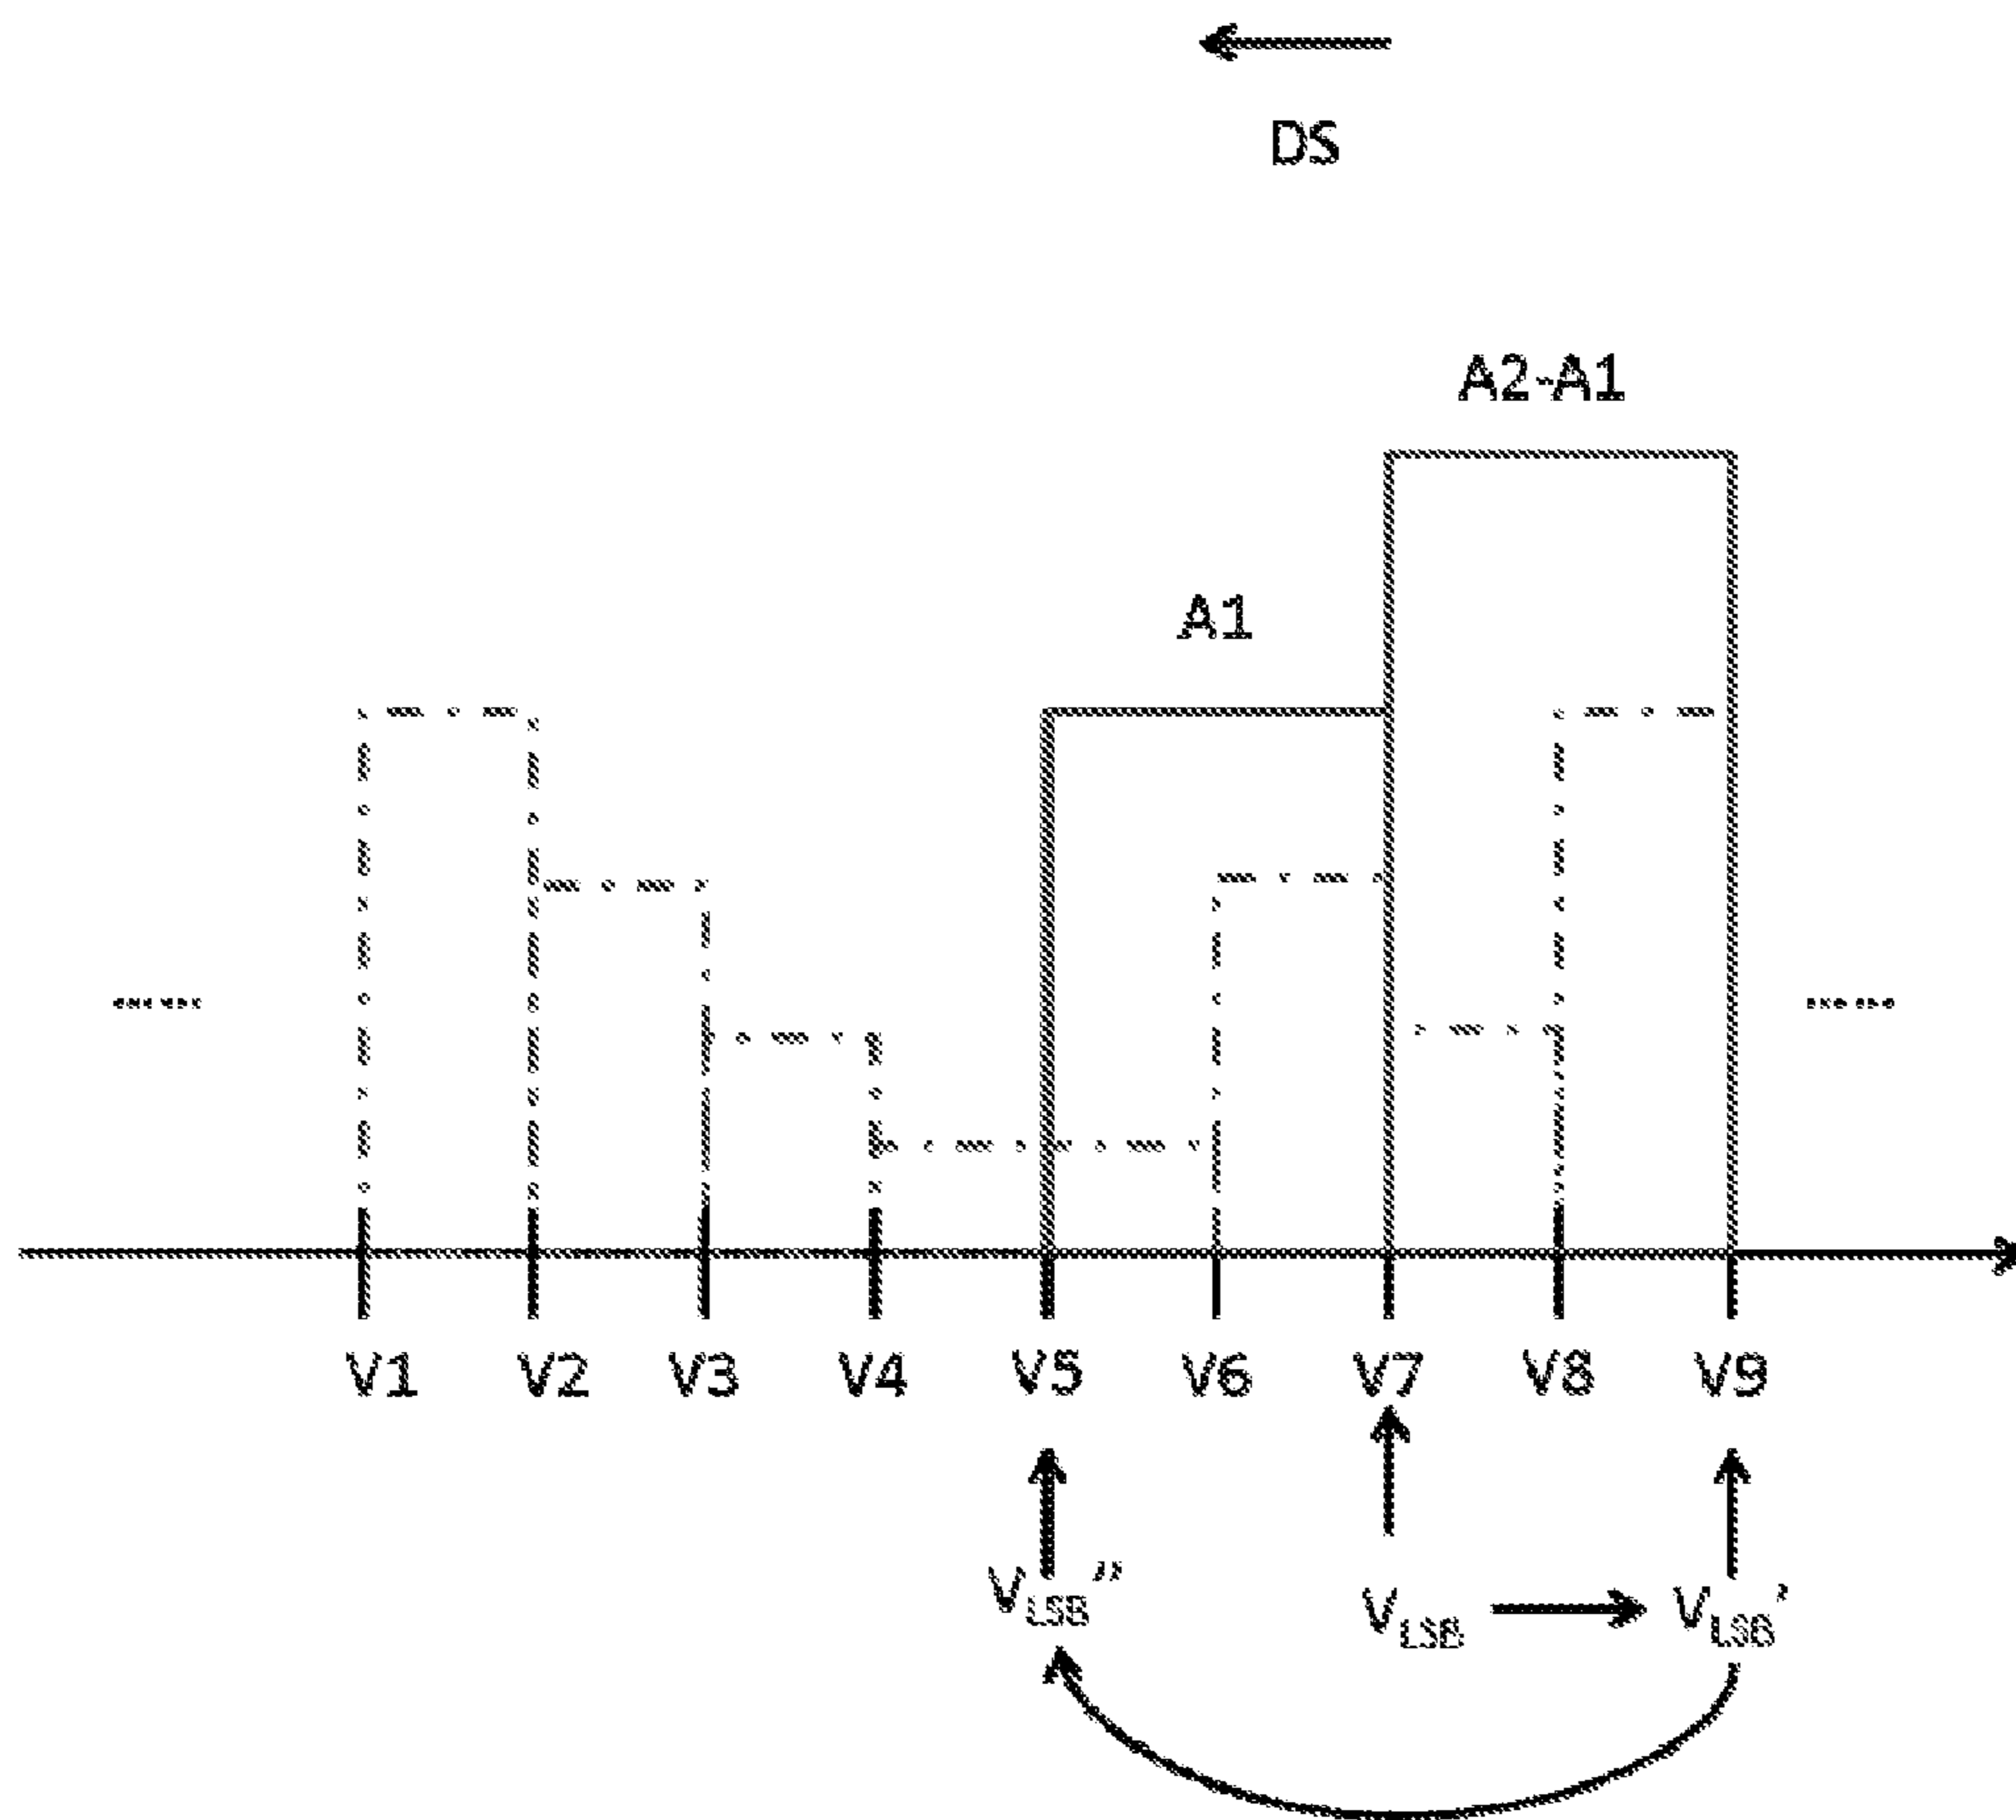 DS
A2-A1
A1
V1 V2 V3 V4 V5 V6 V7 V8 V9
VLSB" VLSB VLSB'